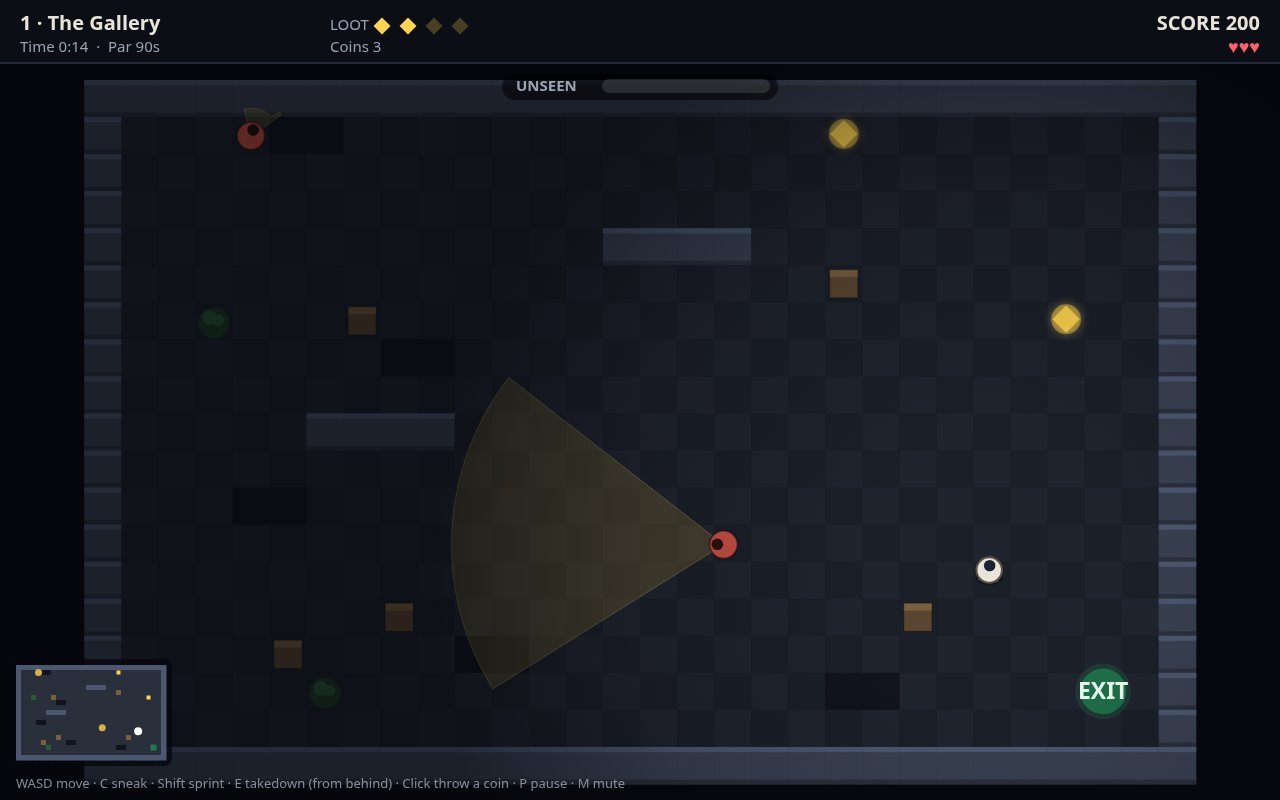 1 · The Gallery
Time 0:14 · Par 90s
LOOT
Coins 3
SCORE 200
UNSEEN
EXIT
WASD move · C sneak · Shift sprint · E takedown (from behind) · Click throw a coin · P pause · M mute